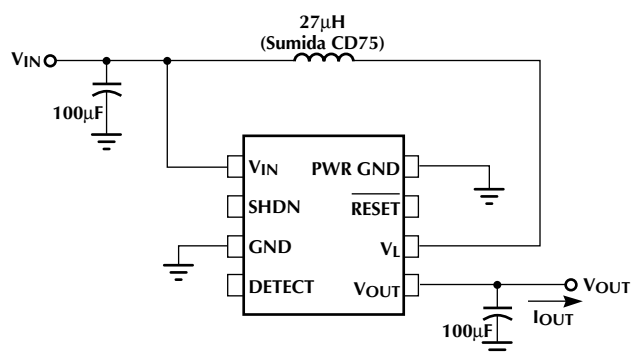 27μH
(Sumida CD75)
VIN
100μF
VIN
PWR GND
SHDN
RESET
GND
VL
DETECT
VOUT
VOUT
IOUT
100μF